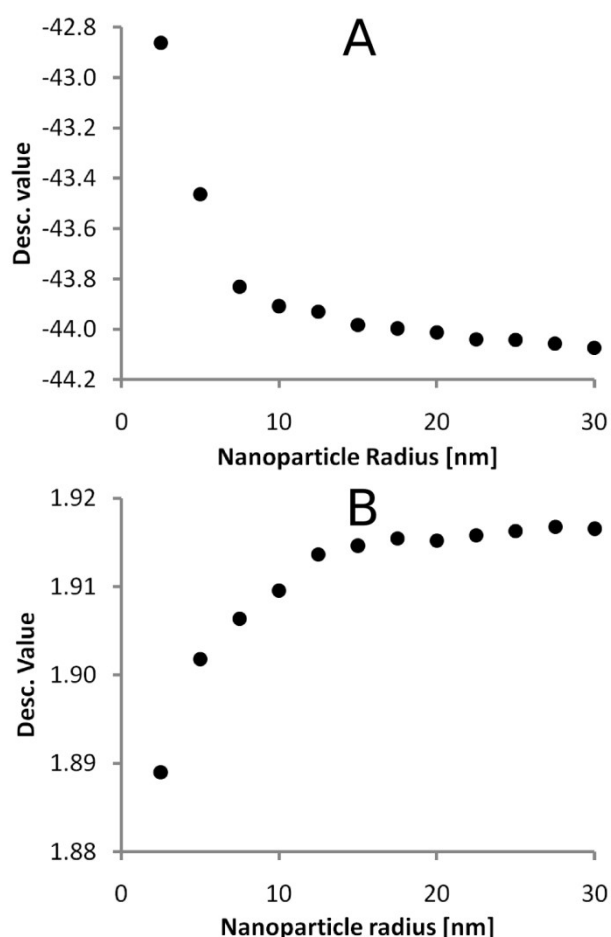 A
Desc. value
-42.8
-43.0
-43.2
-43.4
-43.6
-43.8
-44.0
-44.2
0 10 20 30
Nanoparticle Radius [nm]
B
Desc. Value
1.92
1.91
1.90
1.89
1.88
0 10 20 30
Nanoparticle radius [nm]